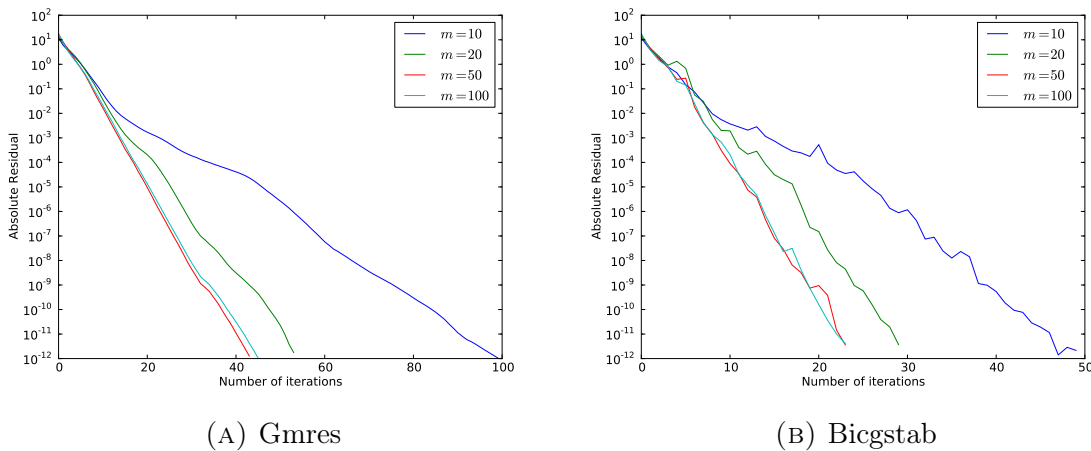 10^2
10^1
10^0
10^-1
10^-2
10^-3
10^-4
10^-5
10^-6
10^-7
10^-8
10^-9
10^-10
10^-11
10^-12
Absolute Residual
0 20 40 60 80 100
Number of iterations
m=10
m=20
m=50
m=100
(A) Gmres
10^2
10^1
10^0
10^-1
10^-2
10^-3
10^-4
10^-5
10^-6
10^-7
10^-8
10^-9
10^-10
10^-11
10^-12
Absolute Residual
0 10 20 30 40 50
Number of iterations
m=10
m=20
m=50
m=100
(B) Bicgstab